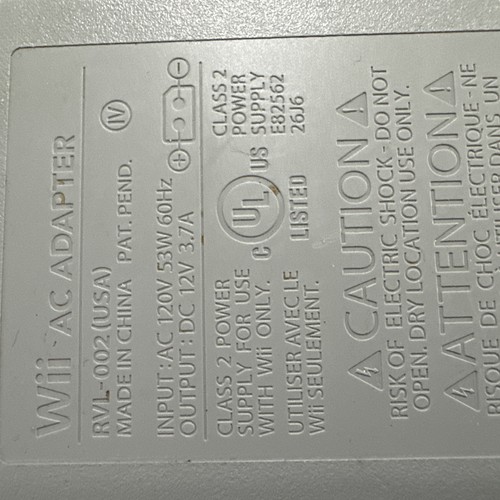 Wii AC ADAPTER
RVL-002 (USA)
MADE IN CHINA PAT. PEND. IV
INPUT : AC 120V 53W 60Hz
OUTPUT : DC 12V 3.7A
CLASS 2 POWER
SUPPLY FOR USE
WITH Wii ONLY.
UTILISER AVEC LE
Wii SEULEMENT.
C UL US
LISTED
CLASS 2
POWER
SUPPLY
E82562
26J6
CAUTION
RISK OF ELECTRIC SHOCK - DO NOT
OPEN. DRY LOCATION USE ONLY.
ATTENTION
RISQUE DE CHOC ÉLECTRIQUE - NE
UN